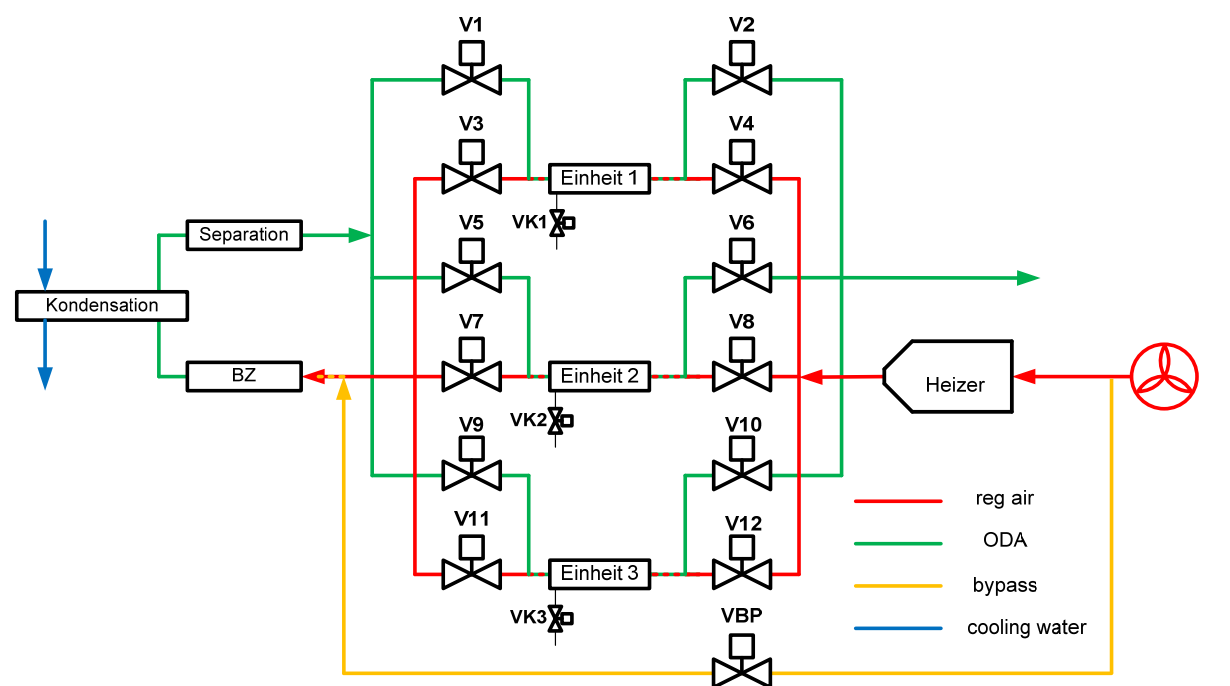 V1
V2
V3
V4
Einheit 1
VK1
V5
V6
Separation
Kondensation
V7
V8
BZ
Einheit 2
Heizer
VK2
V9
V10
reg air
V11
V12
ODA
Einheit 3
bypass
VK3
VBP
cooling water